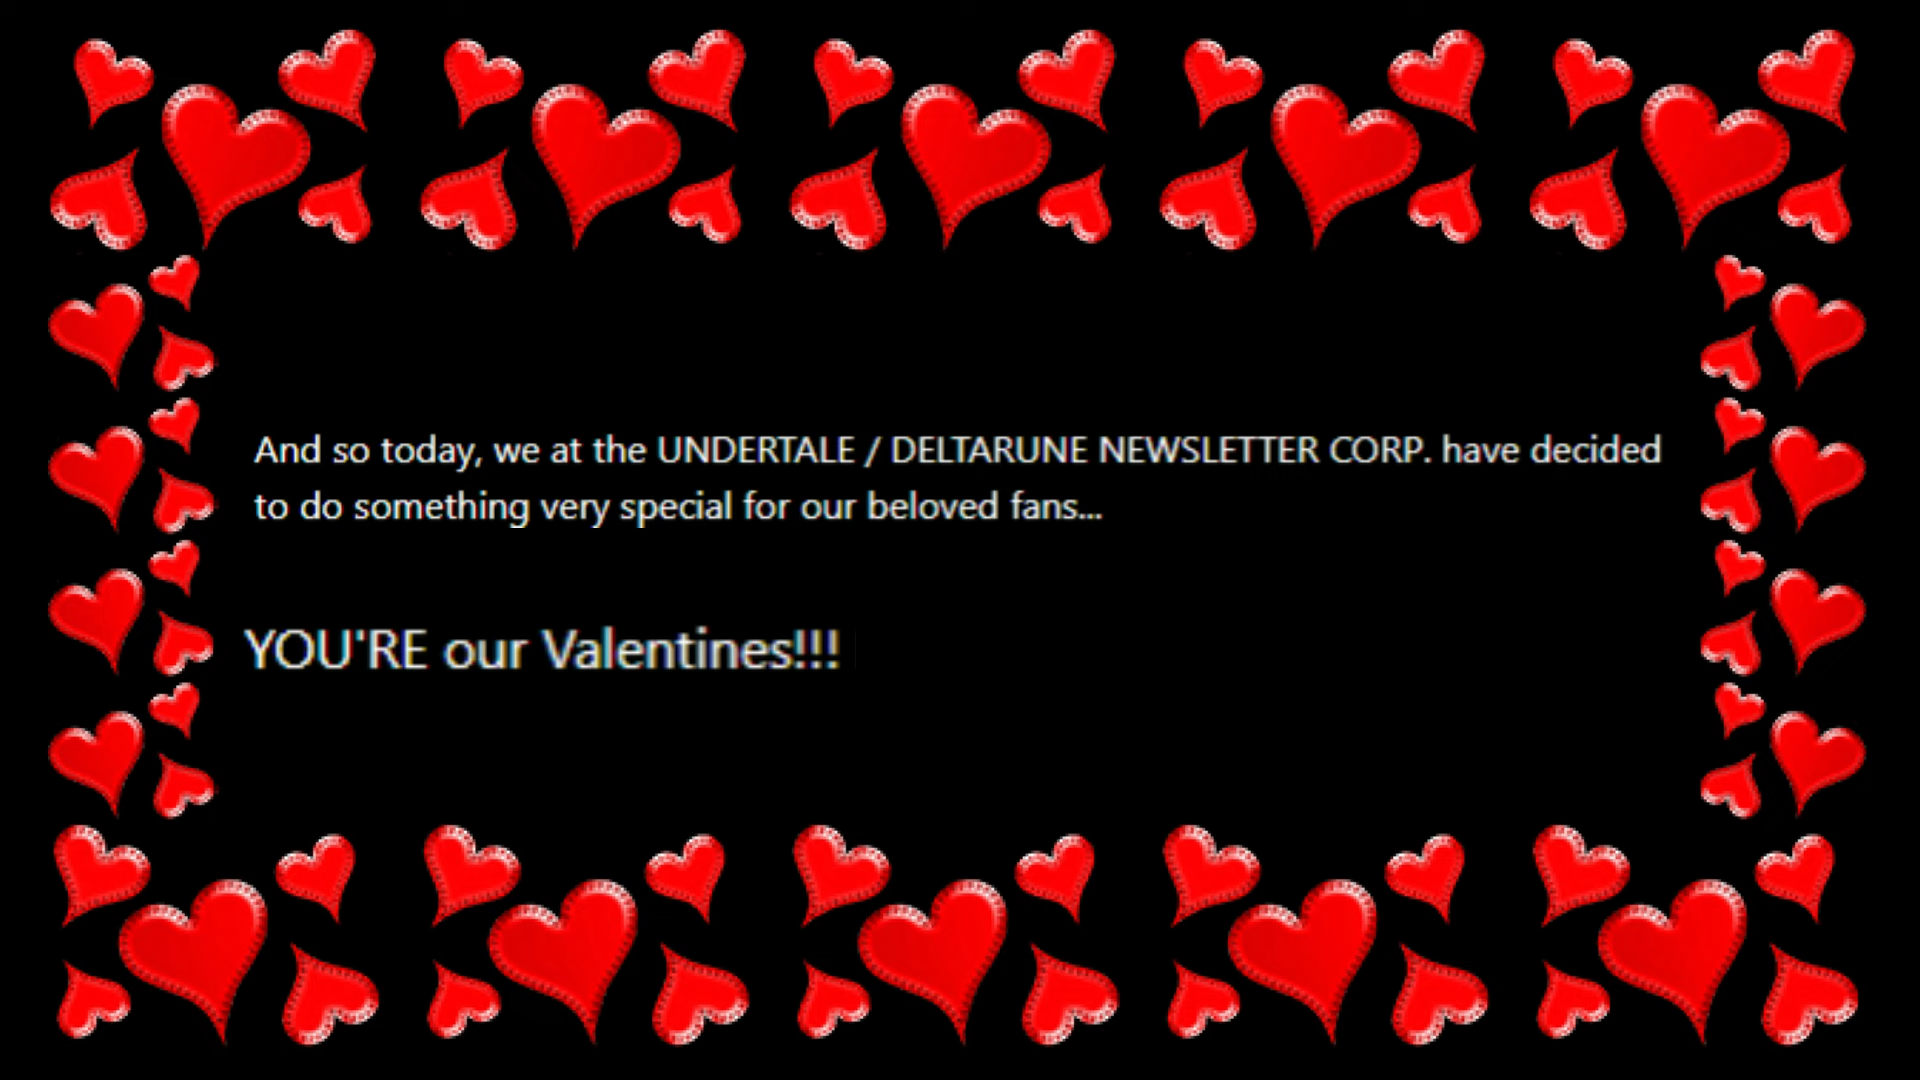 And so today, we at the UNDERTALE / DELTARUNE NEWSLETTER CORP. have decided
to do something very special for our beloved fans...
YOU'RE our Valentines!!!